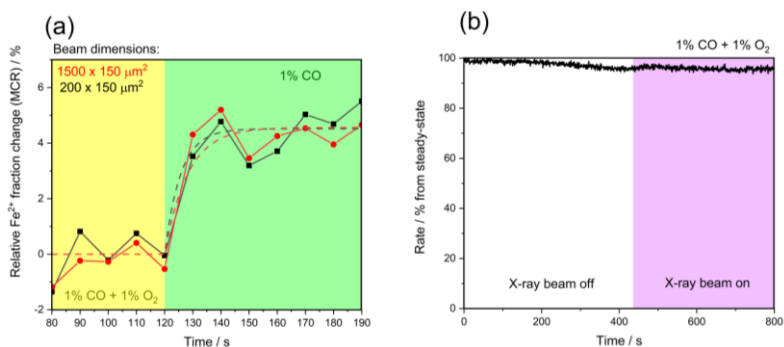 (a)
Beam dimensions:
1500 x 150 μm²
200 x 150 μm²
1% CO
1% CO + 1% O₂
Relative Fe²⁺ fraction change (MCR) / %
6
4
2
0
-2
80 90 100 110 120 130 140 150 160 170 180 190
Time / s
(b)
1% CO + 1% O₂
Rate / % from steady-state
100
80
60
40
20
0
X-ray beam off
X-ray beam on
0 200 400 600 800
Time / s